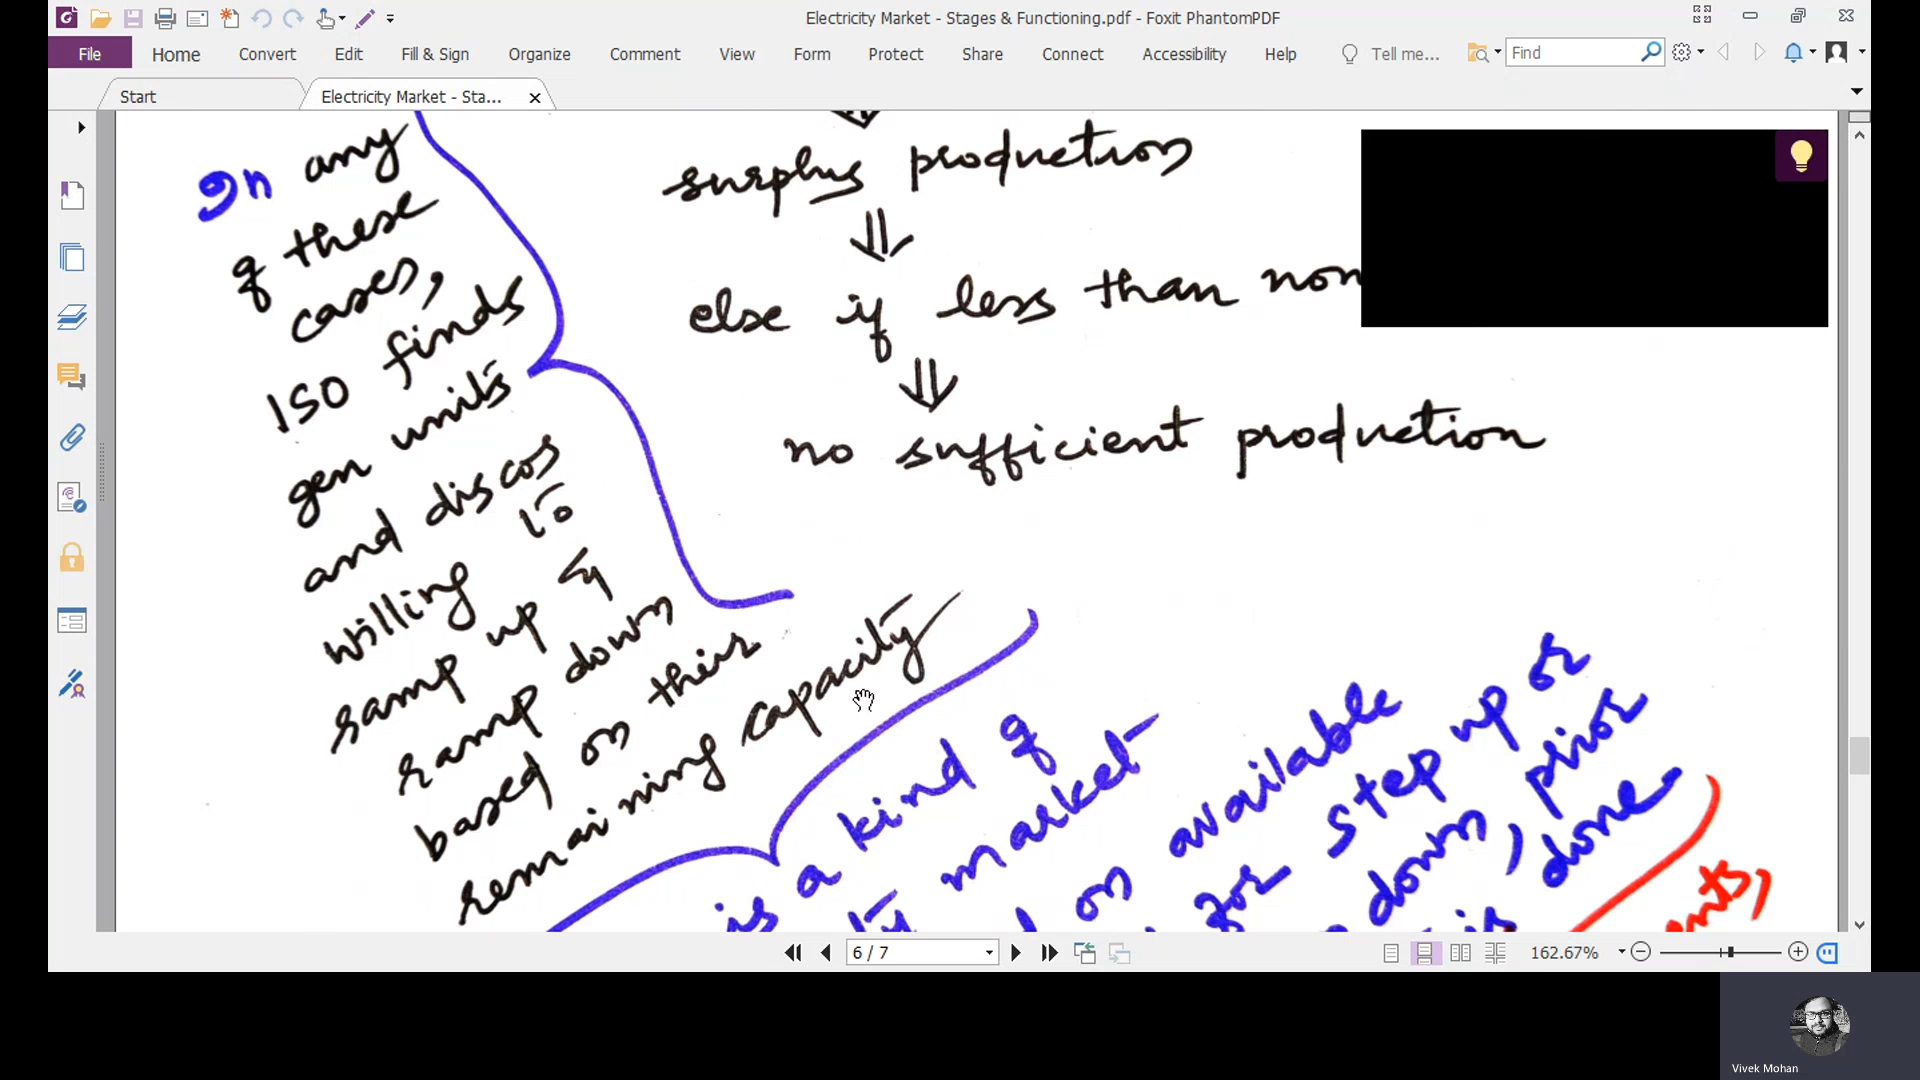 Electricity Market - Stages & Functioning.pdf - Foxit PhantomPDF
File Home Convert Edit Fill & Sign Organize Comment View Form Protect Share Connect Accessibility Help Tell me... Find
Start Electricity Market - Sta...
surplus production
else if less than nom
no sufficient production
In any
of these
cases,
ISO finds
gen units
and discos
willing to
ramp up &
ramp down
based on their
remaining capacity
is a kind of
market
on available
for step up or
down, prior
is done
6 / 7
162.67%
Vivek Mohan